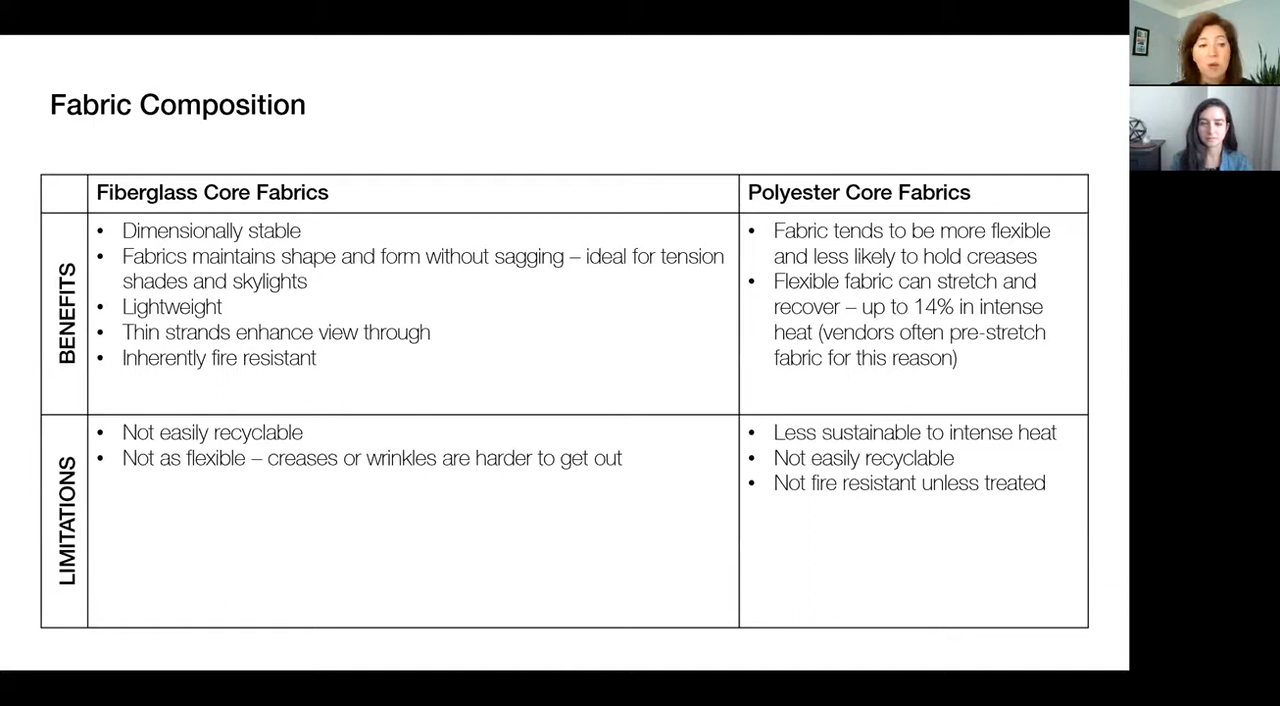 Fabric Composition
Fiberglass Core Fabrics
Polyester Core Fabrics
BENEFITS
• Dimensionally stable
• Fabrics maintains shape and form without sagging – ideal for tension
shades and skylights
• Lightweight
• Thin strands enhance view through
• Inherently fire resistant
• Fabric tends to be more flexible
and less likely to hold creases
• Flexible fabric can stretch and
recover – up to 14% in intense
heat (vendors often pre-stretch
fabric for this reason)
LIMITATIONS
• Not easily recyclable
• Not as flexible – creases or wrinkles are harder to get out
• Less sustainable to intense heat
• Not easily recyclable
• Not fire resistant unless treated